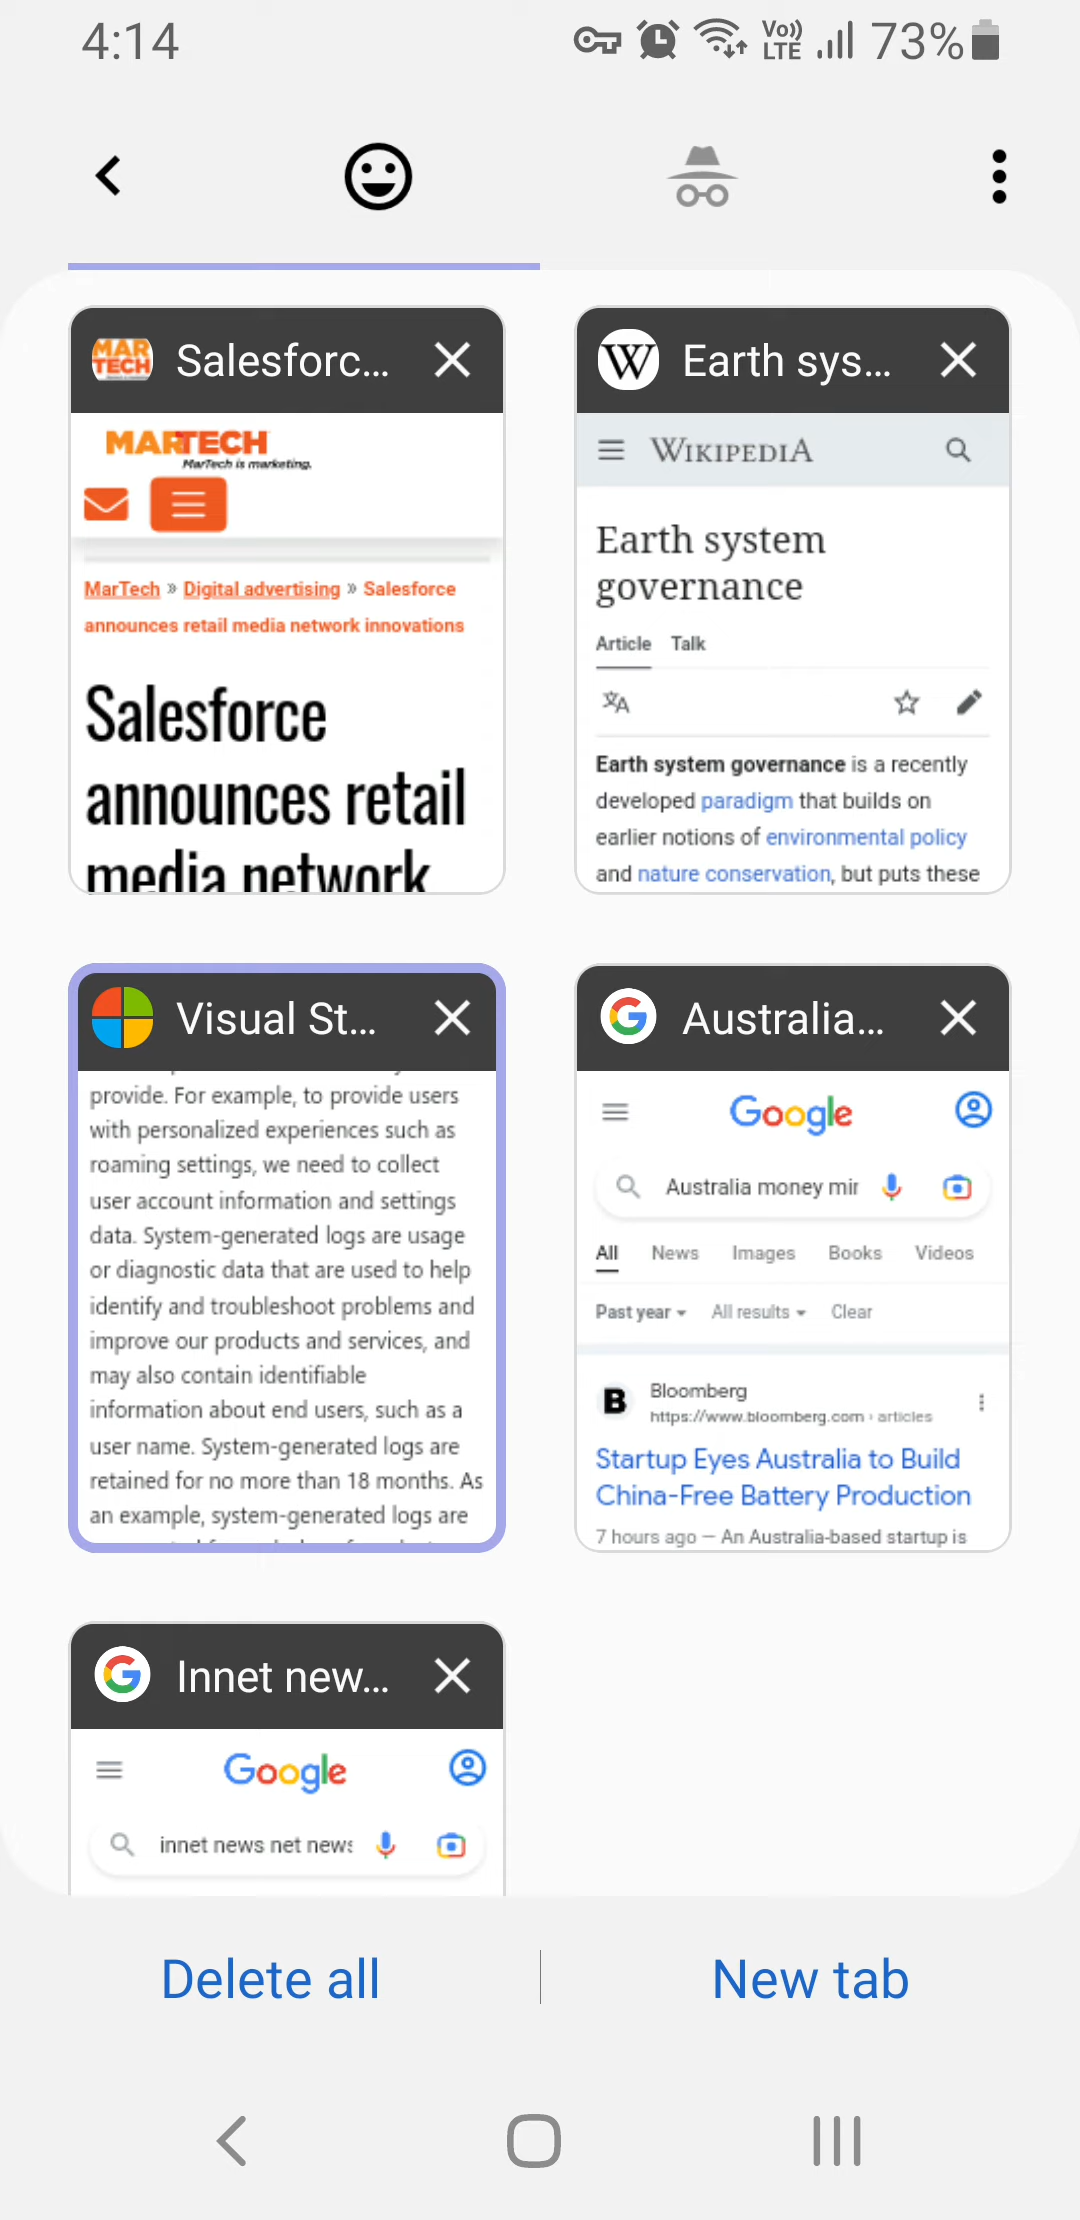 4:14
Vo)) LTE
73%
Salesforc...
MARTECH
MarTech is marketing.
MarTech » Digital advertising » Salesforce
announces retail media network innovations
Salesforce
announces retail
media network
Earth sys...
WIKIPEDIA
Earth system
governance
Article Talk
Earth system governance is a recently
developed paradigm that builds on
earlier notions of environmental policy
and nature conservation, but puts these
Visual St...
provide. For example, to provide users
with personalized experiences such as
roaming settings, we need to collect
user account information and settings
data. System-generated logs are usage
or diagnostic data that are used to help
identify and troubleshoot problems and
improve our products and services, and
may also contain identifiable
information about end users, such as a
user name. System-generated logs are
retained for no more than 18 months. As
an example, system-generated logs are
Australia...
Google
Australia money mir
All News Images Books Videos
Past year All results Clear
Bloomberg
https://www.bloomberg.com › articles
Startup Eyes Australia to Build
China-Free Battery Production
7 hours ago — An Australia-based startup is
Innet new...
Google
innet news net news
Delete all
New tab